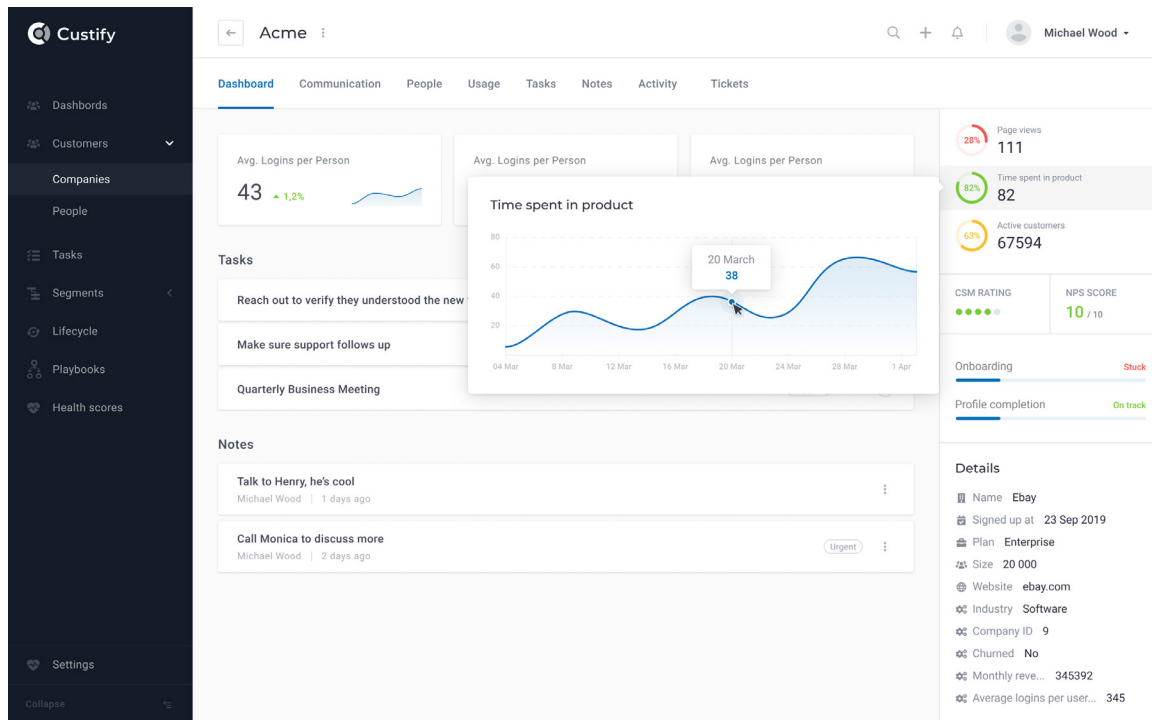 Custify
Dashbords
Customers
Companies
People
Tasks
Segments
Lifecycle
Playbooks
Health scores
Settings
Collapse
Acme
Michael Wood
Dashboard Communication People Usage Tasks Notes Activity Tickets
Avg. Logins per Person
43 1,2%
Avg. Logins per Person
Avg. Logins per Person
Tasks
Reach out to verify they understood the new
Make sure support follows up
Quarterly Business Meeting
Time spent in product
80
60
40
20
20 March
38
04 Mar 8 Mar 12 Mar 16 Mar 20 Mar 24 Mar 28 Mar 1 Apr
Notes
Talk to Henry, he's cool
Michael Wood | 1 days ago
Call Monica to discuss more
Michael Wood | 2 days ago
Urgent
28% Page views
111
82% Time spent in product
82
63% Active customers
67594
CSM RATING
NPS SCORE
10 / 10
Onboarding Stuck
Profile completion On track
Details
Name Ebay
Signed up at 23 Sep 2019
Plan Enterprise
Size 20 000
Website ebay.com
Industry Software
Company ID 9
Churned No
Monthly reve... 345392
Average logins per user... 345